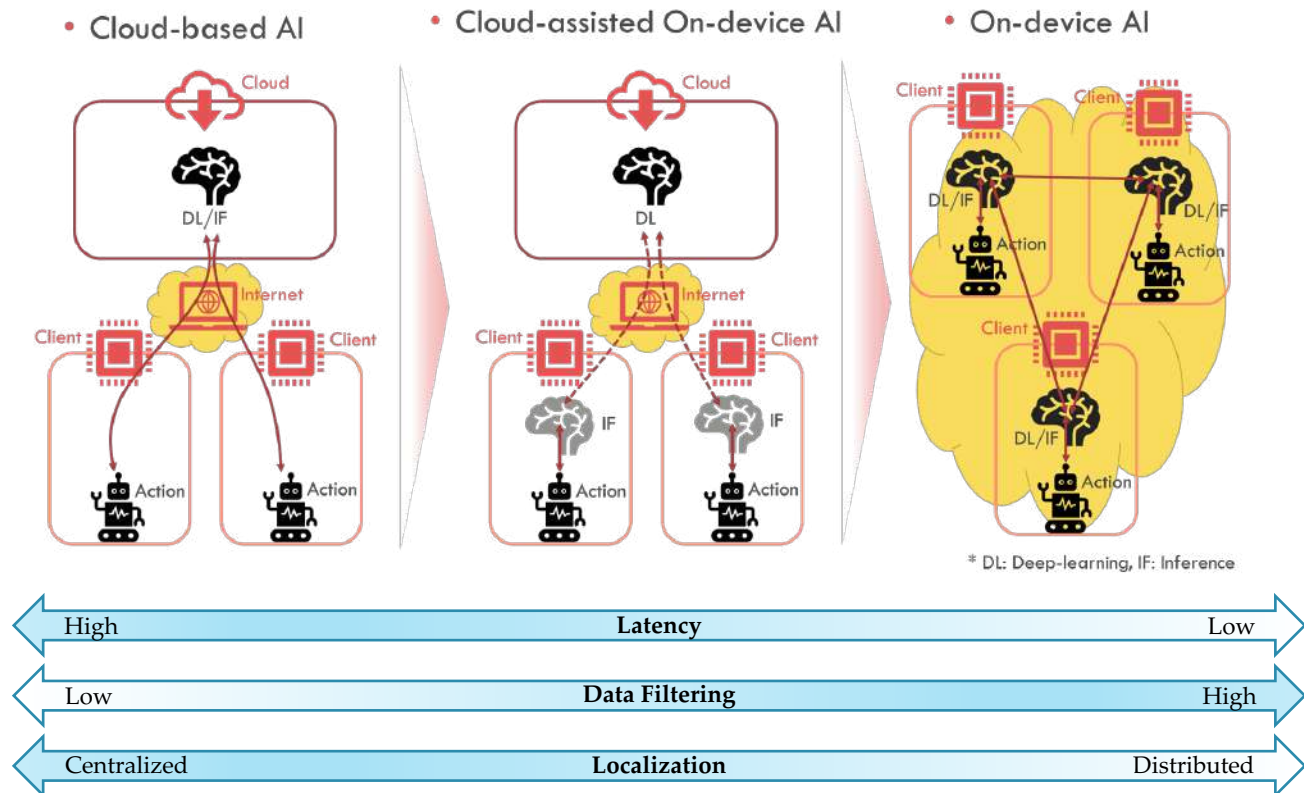 • Cloud-based AI
Cloud
DL/IF
Internet
Client
Client
Action
Action
• Cloud-assisted On-device AI
Cloud
DL
Internet
Client
Client
IF
IF
Action
Action
• On-device AI
Client
Client
DL/IF
DL/IF
Action
Action
Client
DL/IF
Action
* DL: Deep-learning, IF: Inference
High Latency Low
Low Data Filtering High
Centralized Localization Distributed